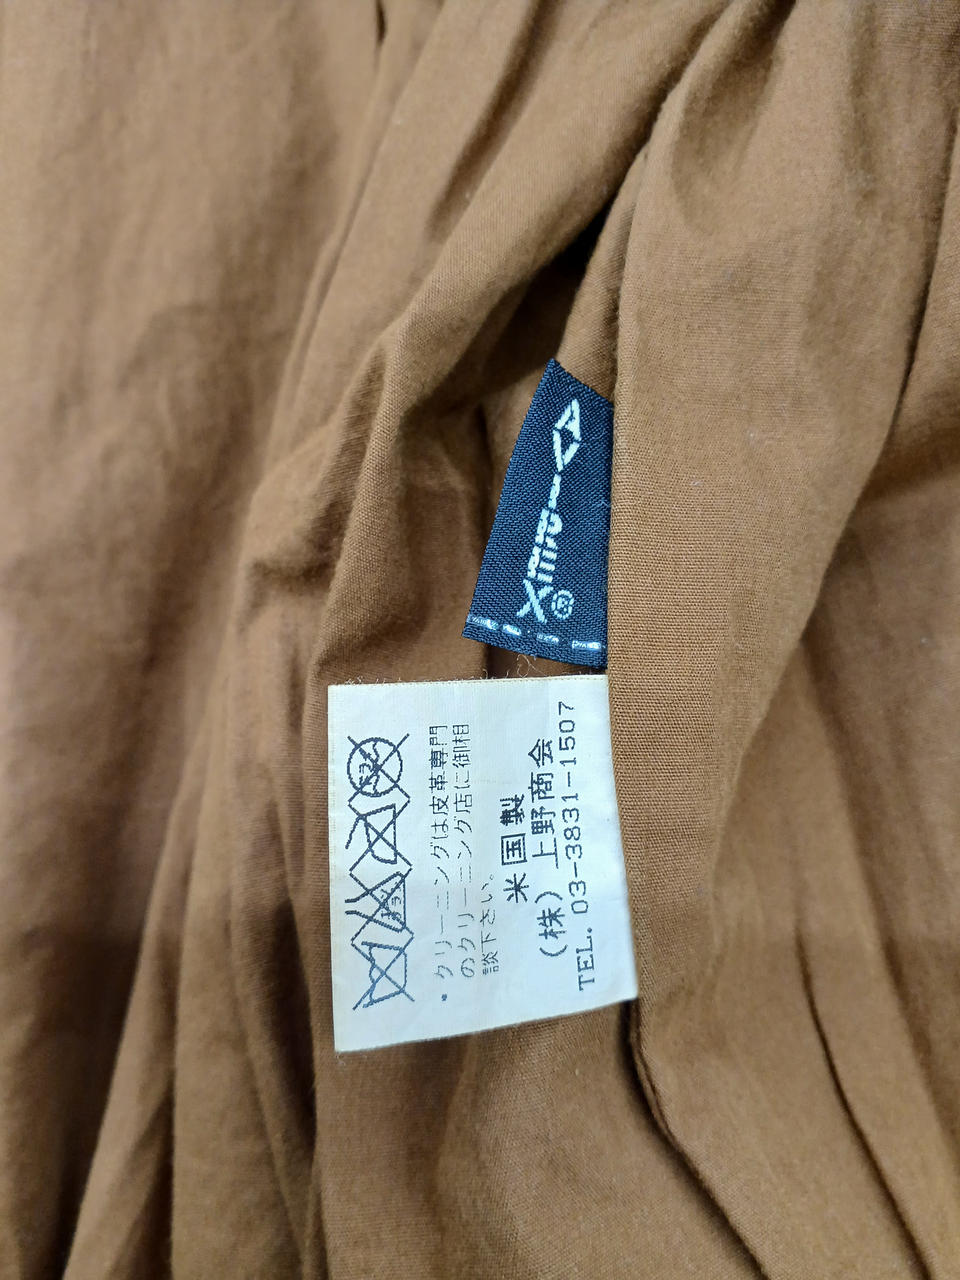 ・クリーニングは皮革専門
のクリーニング店に御相
談下さい。
米国製
(株)上野商会
TEL. 03-3831-1507